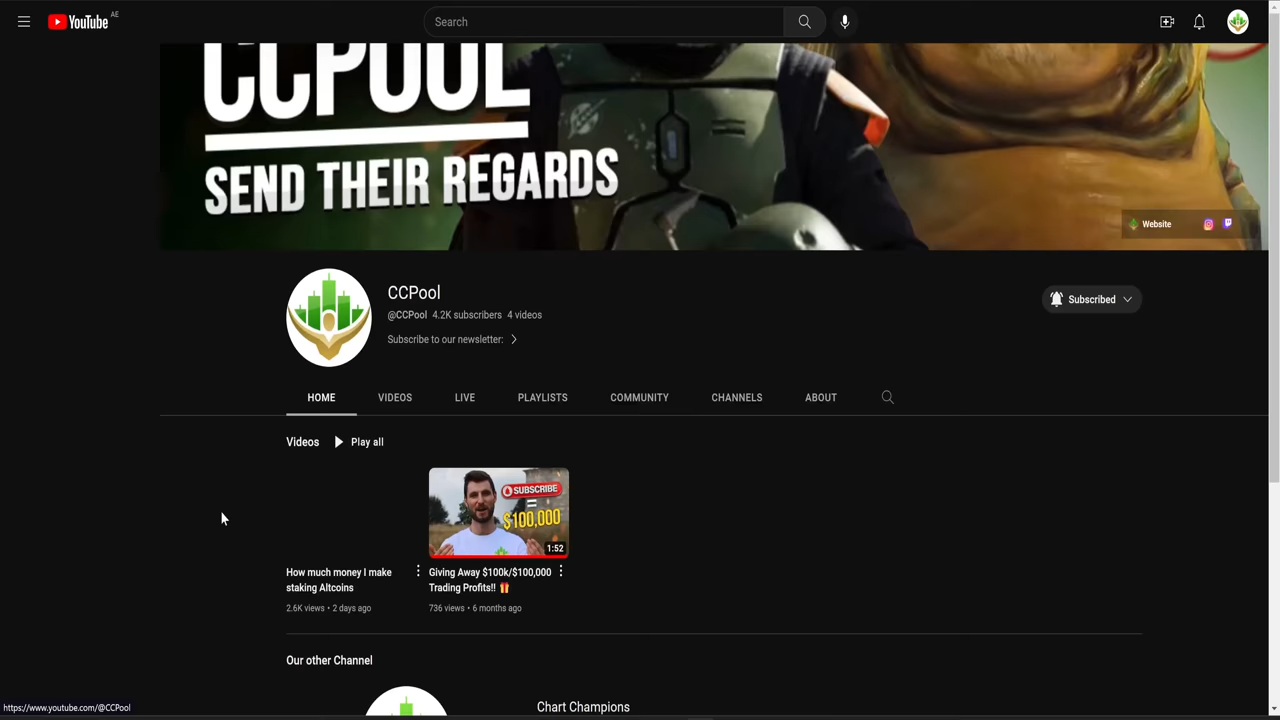 YouTube AE
Search
CCPOOL
SEND THEIR REGARDS
Website
CCPool
@CCPool 4.2K subscribers 4 videos
Subscribe to our newsletter:
Subscribed
HOME VIDEOS LIVE PLAYLISTS COMMUNITY CHANNELS ABOUT
Videos Play all
SUBSCRIBE
=
$100,000
1:52
How much money I make
staking Altcoins
2.6K views • 2 days ago
Giving Away $100k/$100,000
Trading Profits!! 🎁
736 views • 6 months ago
Our other Channel
Chart Champions
https://www.youtube.com/@CCPool